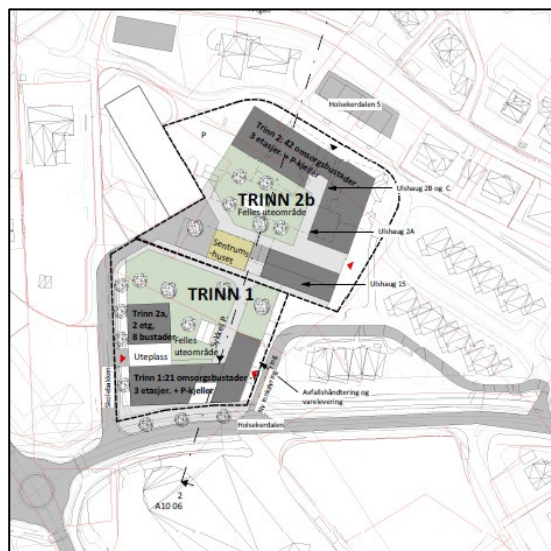 Holsekerdalen 5
P
Trinn 2: 42 omsorgsbustader
3 etasjer. + P-kjeller
Ulshaug 2B og C
TRINN 2b
Felles uteområde
Ulshaug 2A
Sentrums
-huset
Ulshaug 15
TRINN 1
Trinn 2a,
2 etg,
8 bustader
Felles
uteområde
Sykkel P.
Uteplass
Trinn 1:21 omsorgsbustader
3 etasjer. + P-kjeller
Avfallshåndtering og
varelevering
Holsekerdalen
2
A10 06